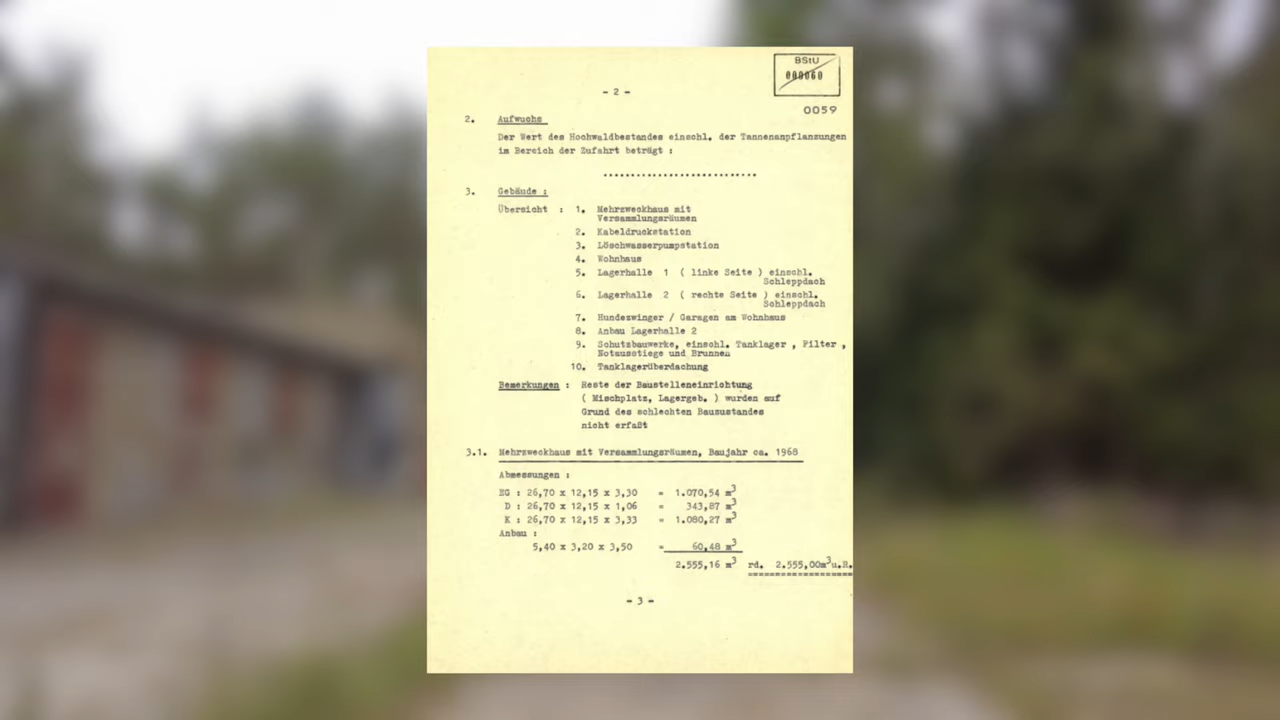 BStU
000060
0059
- 2 -
2. Aufwuchs
Der Wert des Hochwaldbestandes einschl. der Tannenanpflanzungen
im Bereich der Zufahrt beträgt :
...........................
3. Gebäude :
Übersicht : 1. Mehrzweckhaus mit
Versammlungsräumen
2. Kabeldruckstation
3. Löschwasserpumpstation
4. Wohnhaus
5. Lagerhalle 1 ( linke Seite ) einschl.
Schleppdach
6. Lagerhalle 2 ( rechte Seite ) einschl.
Schleppdach
7. Hundezwinger / Garagen am Wohnhaus
8. Anbau Lagerhalle 2
9. Schutzbauwerke, einschl. Tanklager , Filter ,
Notausstiege und Brunnen
10. Tanklagerüberdachung
Bemerkungen : Reste der Baustelleneinrichtung
( Mischplatz, Lagergeb. ) wurden auf
Grund des schlechten Bauzustandes
nicht erfaßt
3.1. Mehrzweckhaus mit Versammlungsräumen, Baujahr ca. 1968
Abmessungen :
EG : 26,70 x 12,15 x 3,30 = 1.070,54 m³
D : 26,70 x 12,15 x 1,06 = 343,87 m³
K : 26,70 x 12,15 x 3,33 = 1.080,27 m³
Anbau :
5,40 x 3,20 x 3,50 = 60,48 m³
2.555,16 m³ rd. 2.555,00m³u.R.
- 3 -